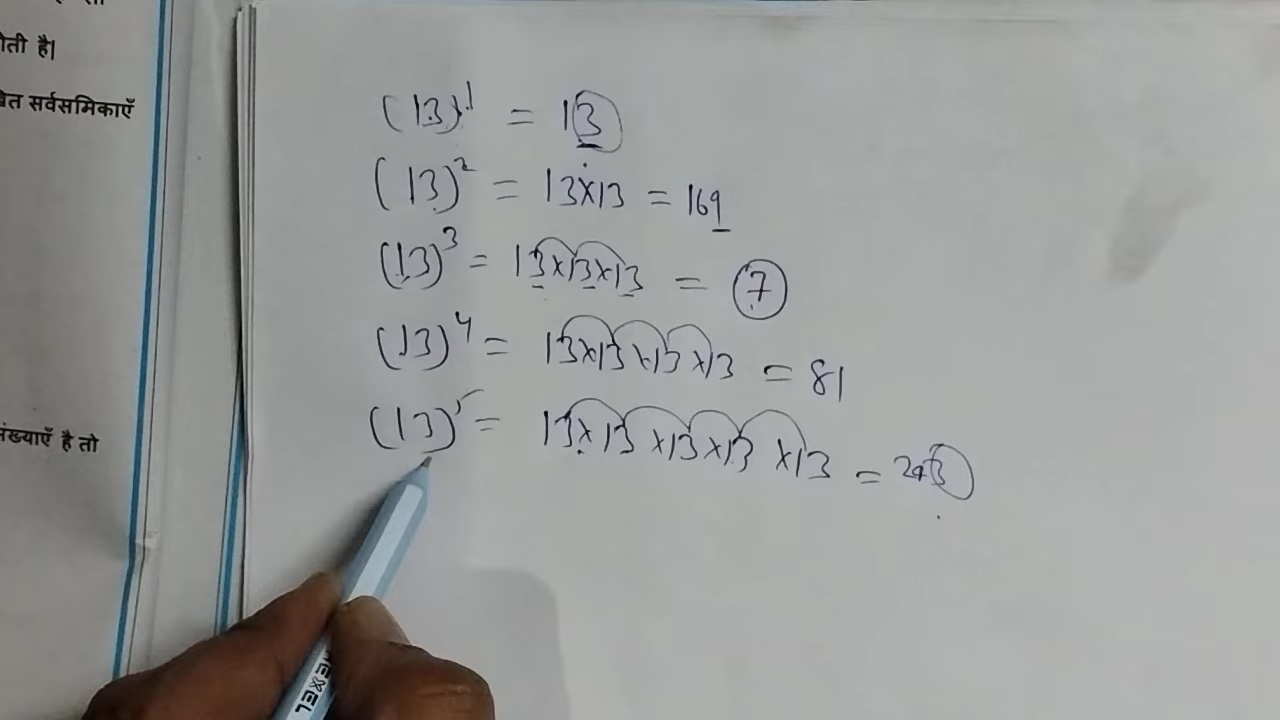 ोती है।
त सर्वसमिकाएँ
संख्याएँ है तो
(13)¹ = 13
(13)² = 13×13 = 169
(13)³ = 13×13×13 = 7
(13)⁴ = 13×13×13×13 = 81
(13)⁵ = 13×13×13×13×13 = 243
HEXEL